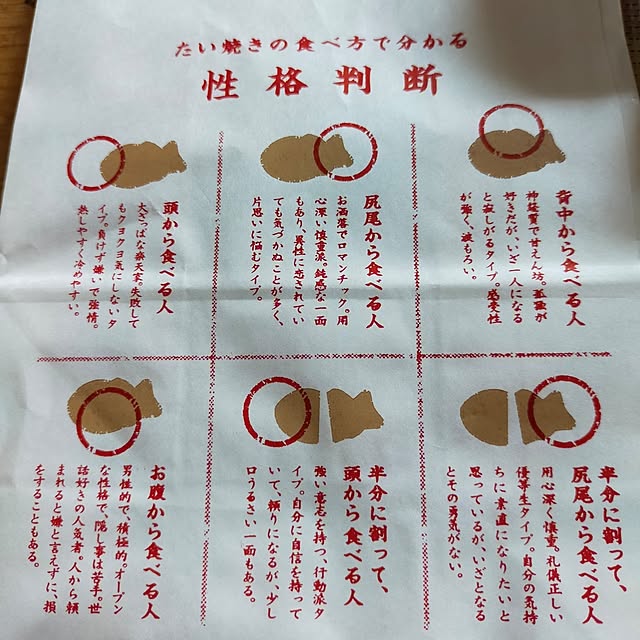 たい焼きの食べ方で分かる
性格判断
背中から食べる人
神経質で甘えん坊。孤独が
好きだが、いざ一人になる
と寂しがるタイプ。感受性
が強く、涙もろい。
尻尾から食べる人
お洒落でロマンチック。用
心深い慎重派。鈍感な一面
もあり、異性に恋されてい
ても気づかぬことが多く、
片思いに悩むタイプ。
頭から食べる人
大ざっぱな楽天家。失敗して
もクヨクヨ気にしないタ
イプ。負けず嫌いで強情。
熱しやすく冷めやすい。
半分に割って、
尻尾から食べる人
用心深く慎重。礼儀正しい
優等生タイプ。自分の気持
ちに素直になりたいと
思っているが、いざとなる
とその勇気がない。
半分に割って、
頭から食べる人
強い意志を持つ、行動派タ
イプ。自分に自信を持って
いて、頼りになるが、少し
口うるさい一面もある。
お腹から食べる人
男性的で、積極的。オープン
な性格で、隠し事は苦手。世
話好きの人気者。人から頼
まれると嫌と言えずに、損
をすることもある。